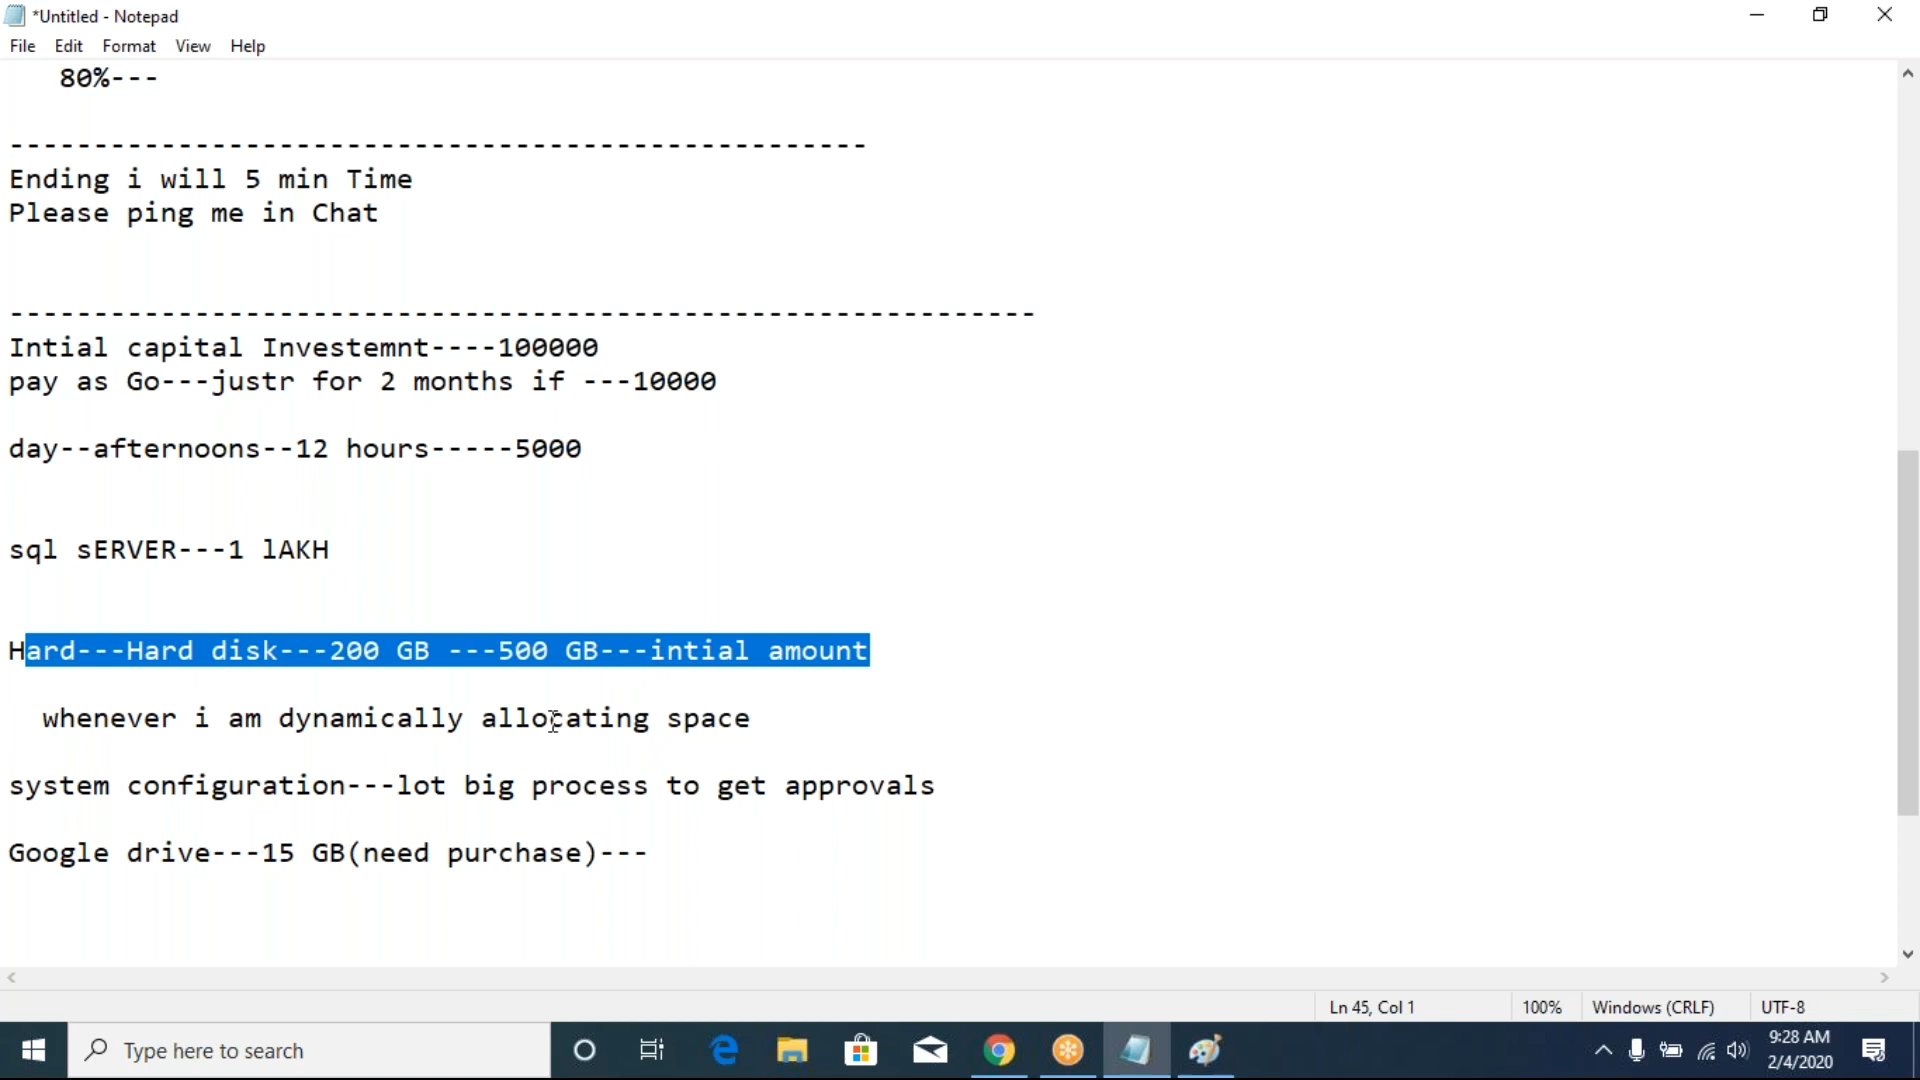 *Untitled - Notepad
File Edit Format View Help
80%---
---------------------------------------------------
Ending i will 5 min Time
Please ping me in Chat
-------------------------------------------------------------
Intial capital Investemnt----100000
pay as Go---justr for 2 months if ---10000
day--afternoons--12 hours-----5000
sql sERVER---1 lAKH
Hard---Hard disk---200 GB ---500 GB---intial amount
whenever i am dynamically allocating space
system configuration---lot big process to get approvals
Google drive---15 GB(need purchase)---
Ln 45, Col 1 100% Windows (CRLF) UTF-8
Type here to search
9:28 AM
2/4/2020